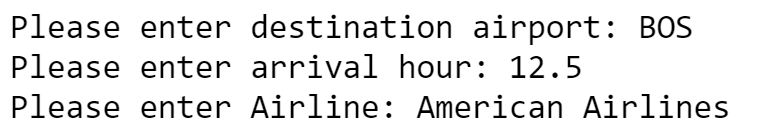 Please enter destination airport: BOS
Please enter arrival hour: 12.5
Please enter Airline: American Airlines